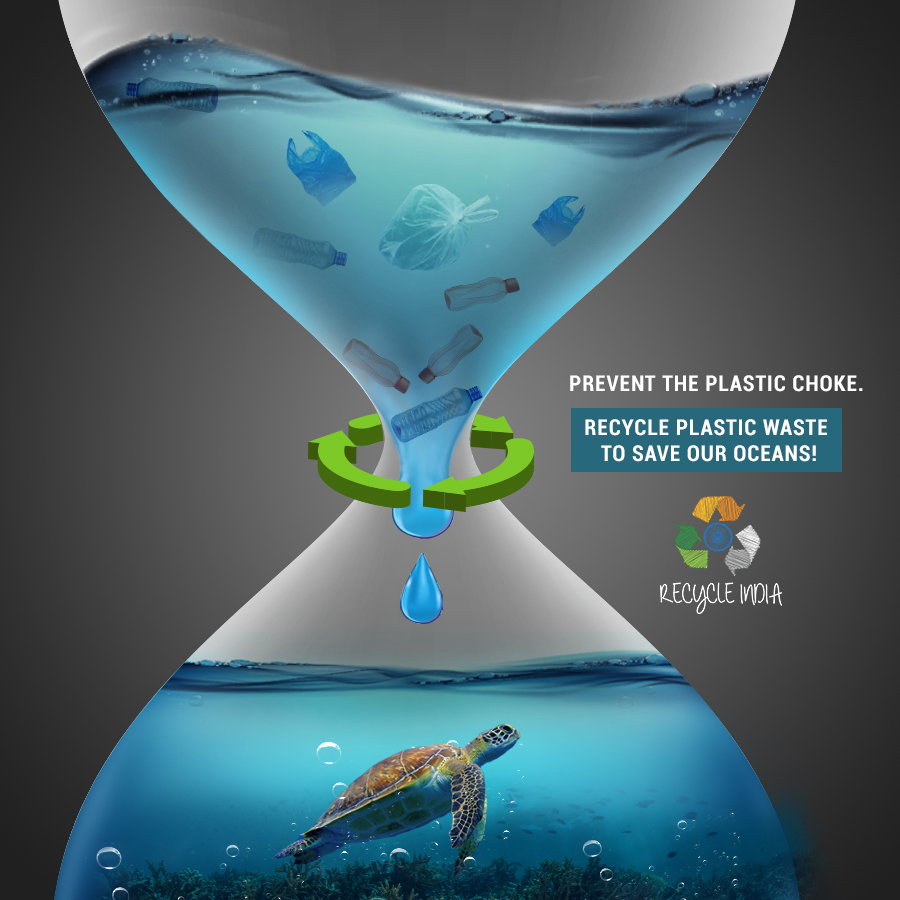 PREVENT THE PLASTIC CHOKE.
RECYCLE PLASTIC WASTE
TO SAVE OUR OCEANS!
RECYCLE INDIA